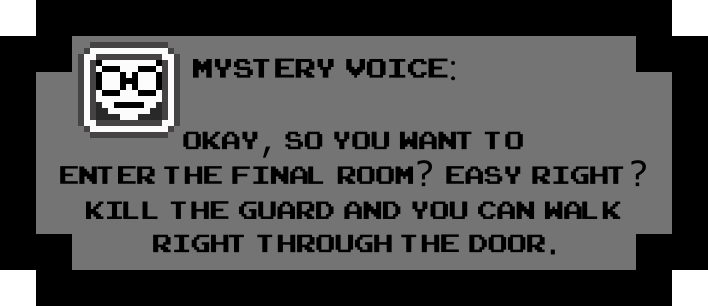 MYSTERY VOICE:
OKAY, SO YOU WANT TO
ENTER THE FINAL ROOM? EASY RIGHT?
KILL THE GUARD AND YOU CAN WALK
RIGHT THROUGH THE DOOR.